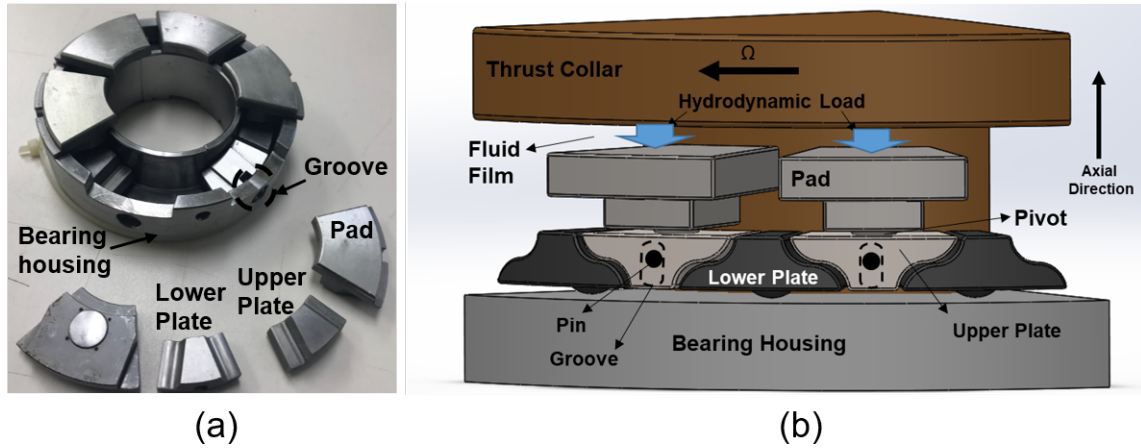 Groove
Bearing
housing
Pad
Upper
Plate
Lower
Plate
(a)
Thrust Collar
Ω
Hydrodynamic Load
Fluid
Film
Pad
Axial
Direction
Pivot
Lower Plate
Pin
Groove
Upper Plate
Bearing Housing
(b)